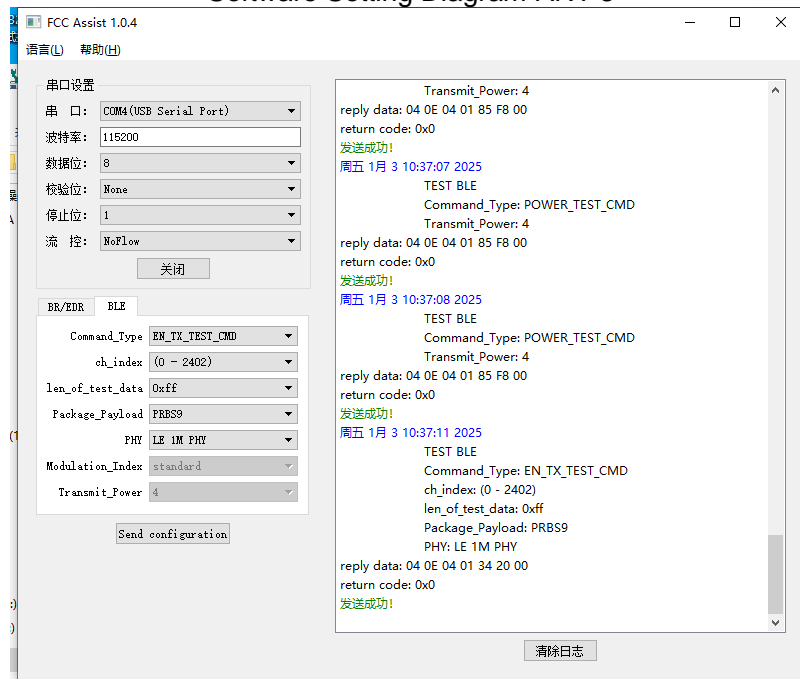 FCC Assist 1.0.4
语言(L) 帮助(H)
串口设置
串 口: COM4(USB Serial Port)
波特率: 115200
数据位: 8
校验位: None
停止位: 1
流 控: NoFlow
关闭
BR/EDR BLE
Command_Type EN_TX_TEST_CMD
ch_index (0 - 2402)
len_of_test_data 0xff
Package_Payload PRBS9
PHY LE 1M PHY
Modulation_Index standard
Transmit_Power 4
Send configuration
Transmit_Power: 4
reply data: 04 0E 04 01 85 F8 00
return code: 0x0
发送成功!
周五 1月 3 10:37:07 2025
TEST BLE
Command_Type: POWER_TEST_CMD
Transmit_Power: 4
reply data: 04 0E 04 01 85 F8 00
return code: 0x0
发送成功!
周五 1月 3 10:37:08 2025
TEST BLE
Command_Type: POWER_TEST_CMD
Transmit_Power: 4
reply data: 04 0E 04 01 85 F8 00
return code: 0x0
发送成功!
周五 1月 3 10:37:11 2025
TEST BLE
Command_Type: EN_TX_TEST_CMD
ch_index: (0 - 2402)
len_of_test_data: 0xff
Package_Payload: PRBS9
PHY: LE 1M PHY
reply data: 04 0E 04 01 34 20 00
return code: 0x0
发送成功!
清除日志